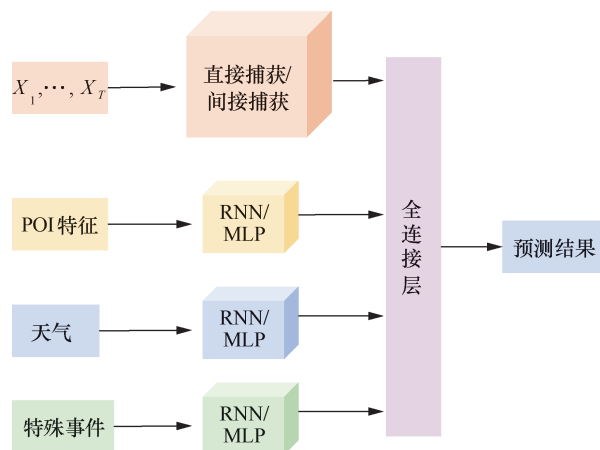 X1,⋯, XT
直接捕获/
间接捕获
POI特征
RNN/
MLP
天气
RNN/
MLP
特殊事件
RNN/
MLP
全
连
接
层
预测结果